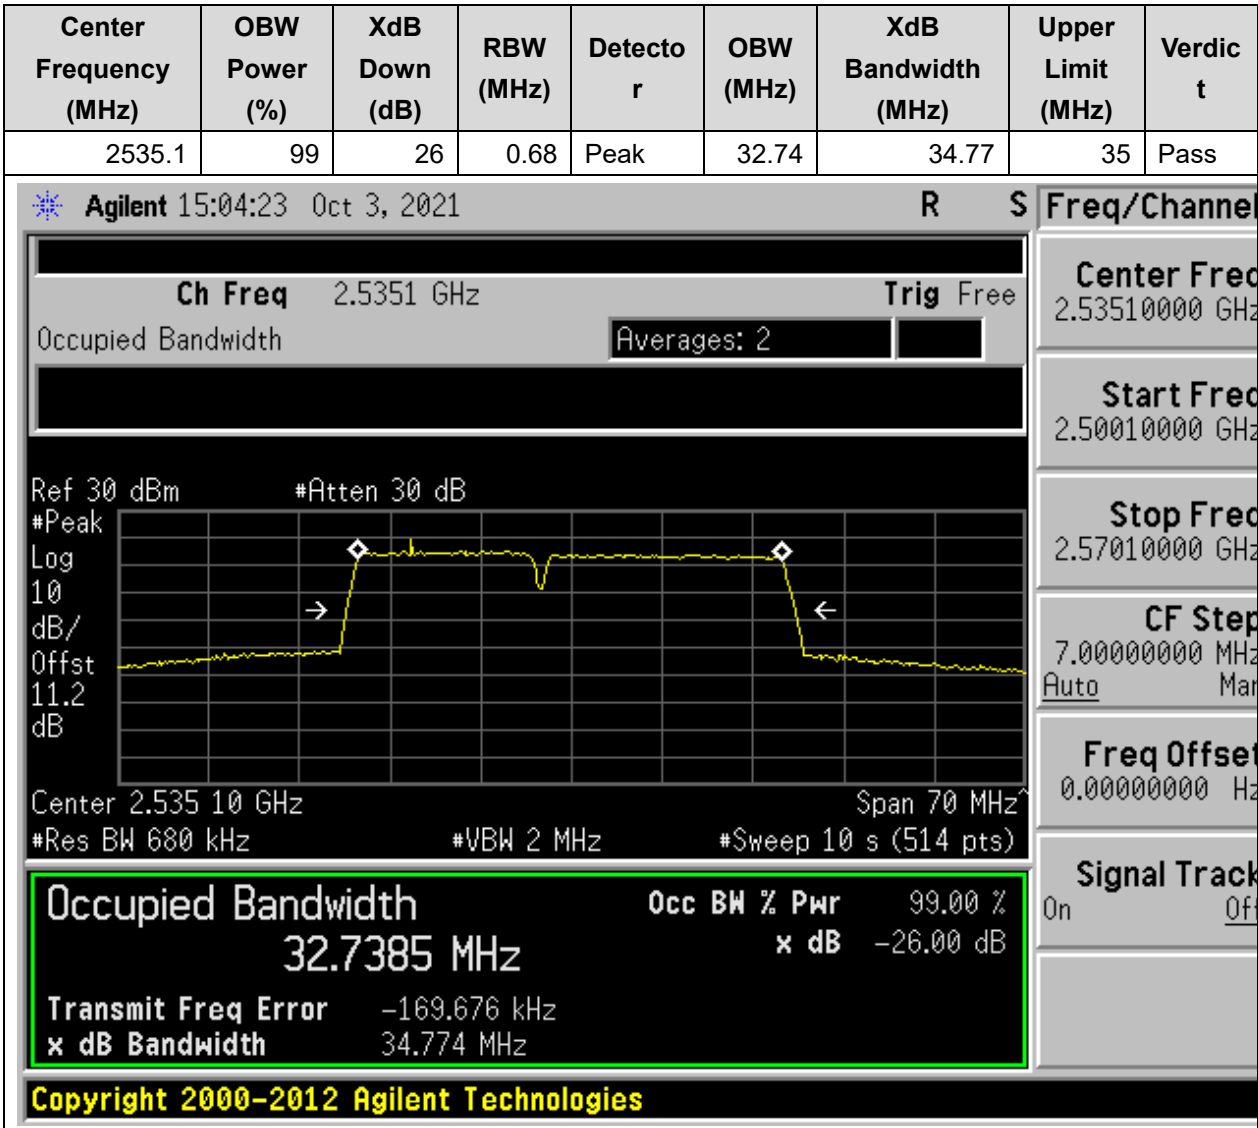 Center Frequency (MHz) OBW Power (%) XdB Down (dB) RBW (MHz) Detector OBW (MHz) XdB Bandwidth (MHz) Upper Limit (MHz) Verdict
2535.1 99 26 0.68 Peak 32.74 34.77 35 Pass
Agilent 15:04:23 Oct 3, 2021 R S Freq/Channel
Ch Freq 2.5351 GHz Trig Free
Occupied Bandwidth Averages: 2
Center Freq
2.53510000 GHz
Start Freq
2.50010000 GHz
Stop Freq
2.57010000 GHz
CF Step
7.00000000 MHz
Auto Man
Freq Offset
0.00000000 Hz
Signal Track
On Off
Ref 30 dBm #Atten 30 dB
#Peak
Log
10
dB/
Offst
11.2
dB
Center 2.535 10 GHz Span 70 MHz^
#Res BW 680 kHz #VBW 2 MHz #Sweep 10 s (514 pts)
Occupied Bandwidth Occ BW % Pwr 99.00 %
32.7385 MHz x dB -26.00 dB
Transmit Freq Error -169.676 kHz
x dB Bandwidth 34.774 MHz
Copyright 2000-2012 Agilent Technologies